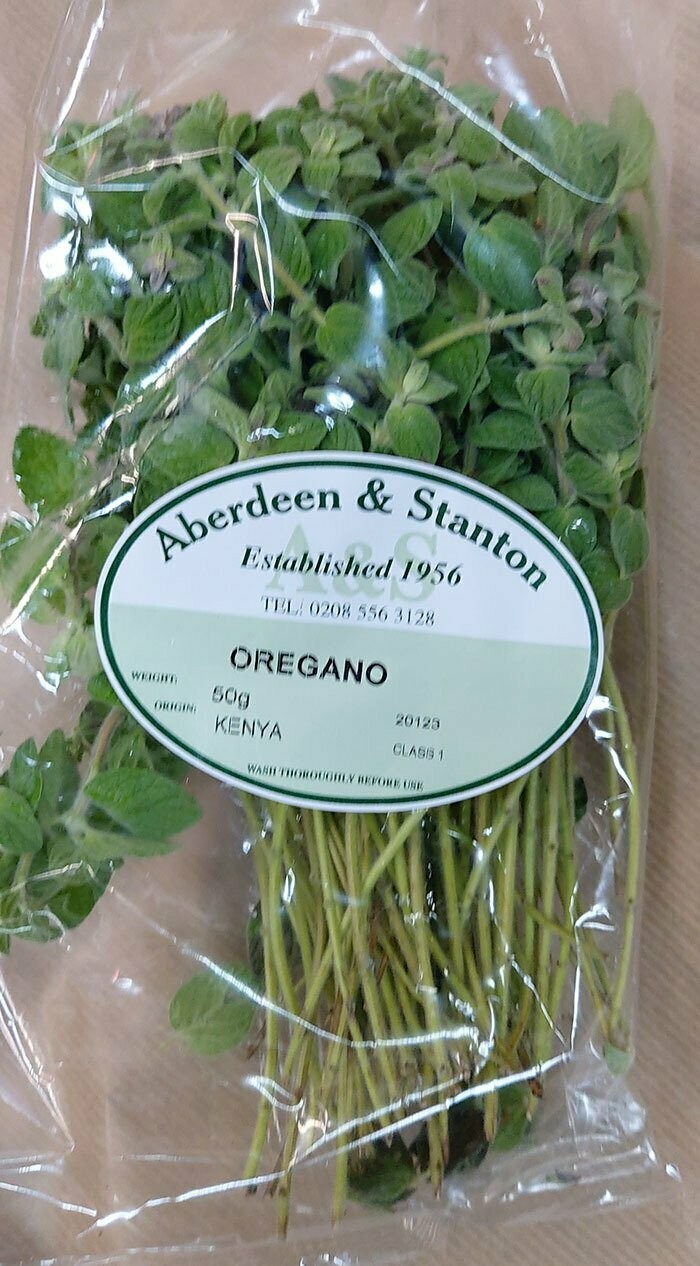 Aberdeen & Stanton
A&S
Established 1956
TEL: 0208 556 3128
OREGANO
WEIGHT: 50g
ORIGIN: KENYA
20123
CLASS 1
WASH THOROUGHLY BEFORE USE